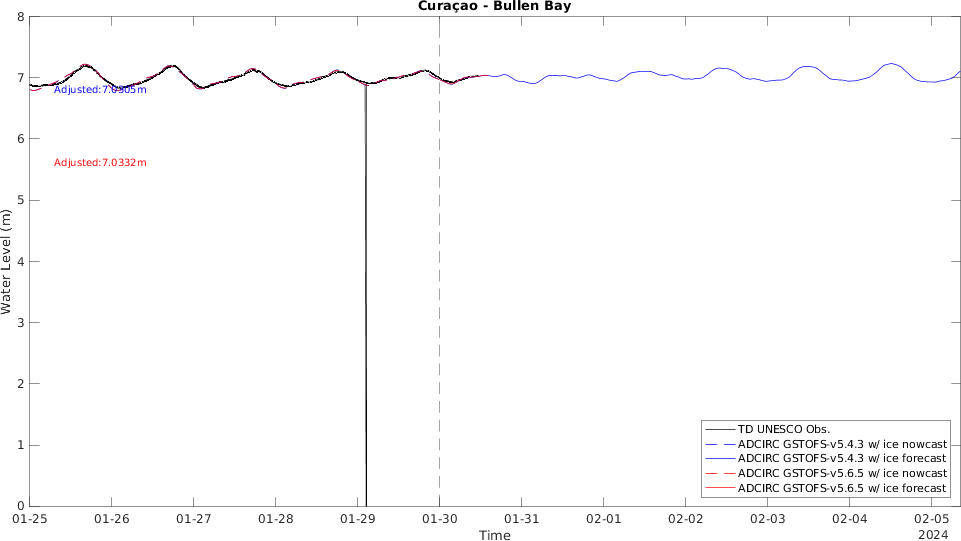 Curaçao - Bullen Bay
8
7
6
5
4
3
2
1
0
Water Level (m)
Adjusted:7.0305m
Adjusted:7.0332m
TD UNESCO Obs.
ADCIRC GSTOFS-v5.4.3 w/ ice nowcast
ADCIRC GSTOFS-v5.4.3 w/ ice forecast
ADCIRC GSTOFS-v5.6.5 w/ ice nowcast
ADCIRC GSTOFS-v5.6.5 w/ ice forecast
01-25 01-26 01-27 01-28 01-29 01-30 01-31 02-01 02-02 02-03 02-04 02-05
Time
2024